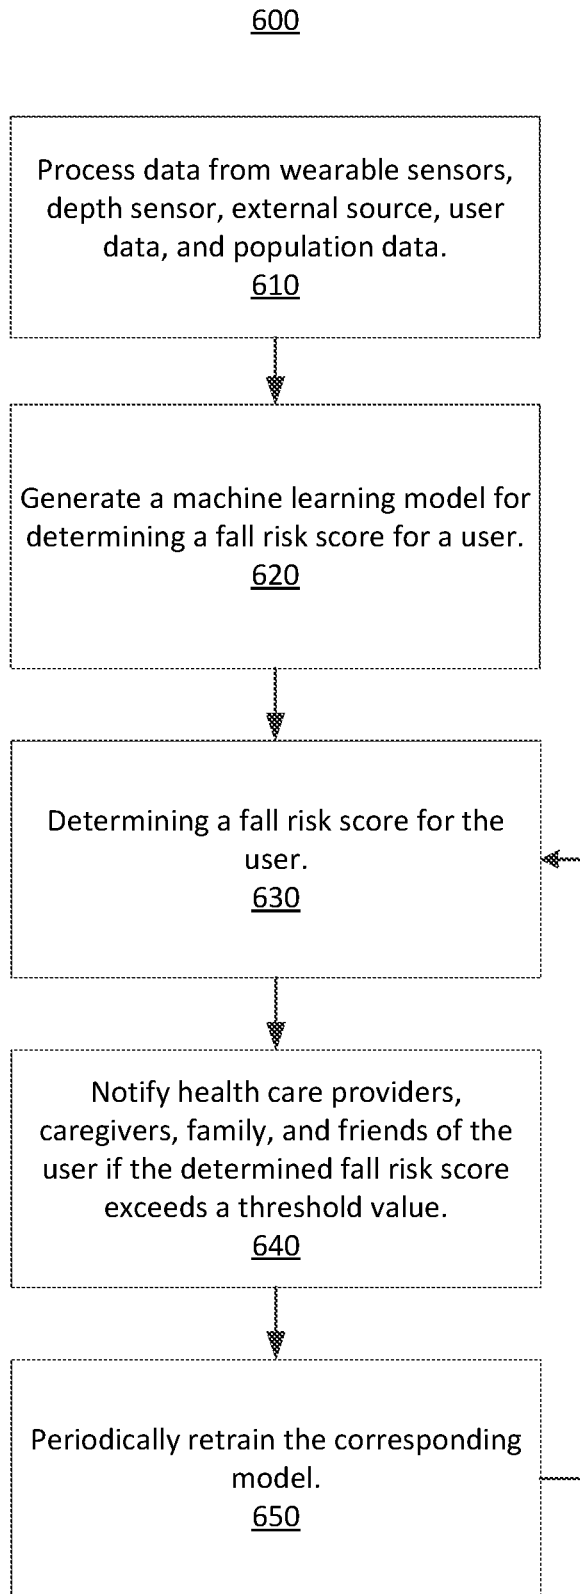 600
Process data from wearable sensors,
depth sensor, external source, user
data, and population data.
610
Generate a machine learning model for
determining a fall risk score for a user.
620
Determining a fall risk score for the
user.
630
Notify health care providers,
caregivers, family, and friends of the
user if the determined fall risk score
exceeds a threshold value.
640
Periodically retrain the corresponding
model.
650